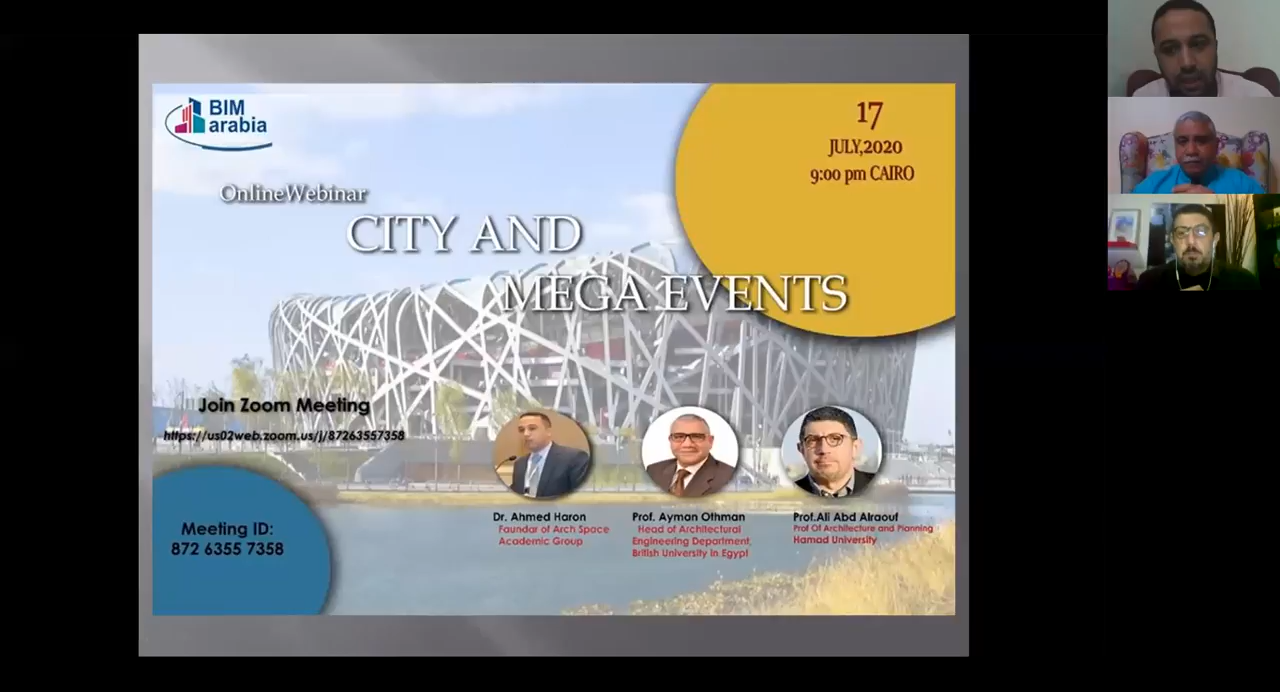 BIM
arabia
17
JULY,2020
9:00 pm CAIRO
OnlineWebinar
CITY AND
MEGA EVENTS
Join Zoom Meeting
https://us02web.zoom.us/j/87263557358
Meeting ID:
872 6355 7358
Dr. Ahmed Haron
Faundar of Arch Space
Academic Group
Prof. Ayman Othman
Head of Architectural
Engineering Department,
British University in Egypt
Prof.Ali Abd Alraouf
Prof Of Architecture and Planning
Hamad University